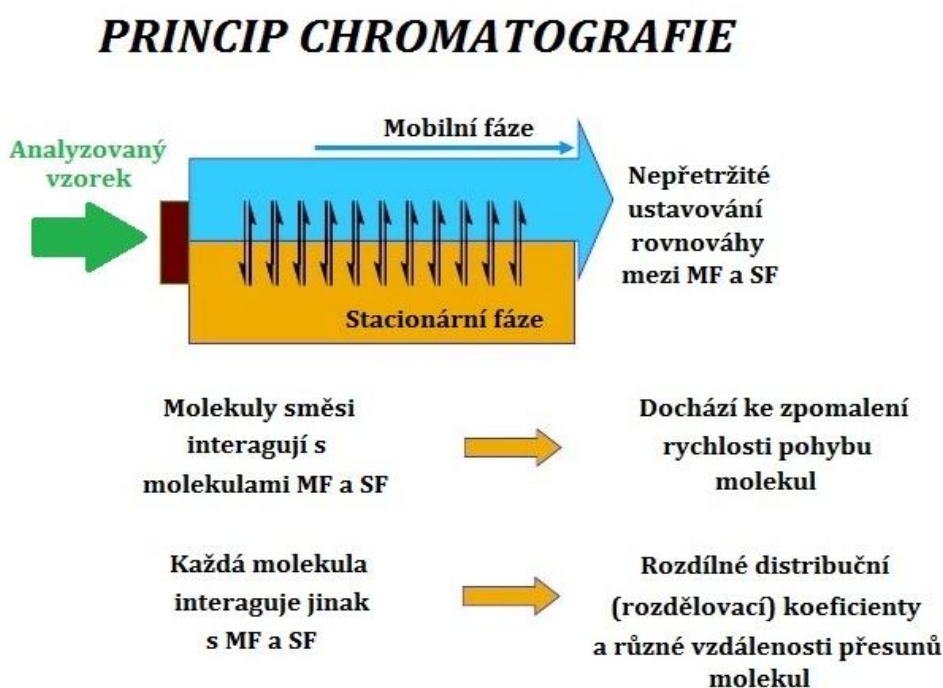 PRINCIP CHROMATOGRAFIE
Mobilní fáze
Analyzovaný
vzorek
Nepřetržité
ustavování
rovnováhy
mezi MF a SF
Stacionární fáze
Molekuly směsi
interagují s
molekulami MF a SF
Dochází ke zpomalení
rychlosti pohybu
molekul
Každá molekula
interaguje jinak
s MF a SF
Rozdílné distribuční
(rozdělovací) koeficienty
a různé vzdálenosti přesunů
molekul